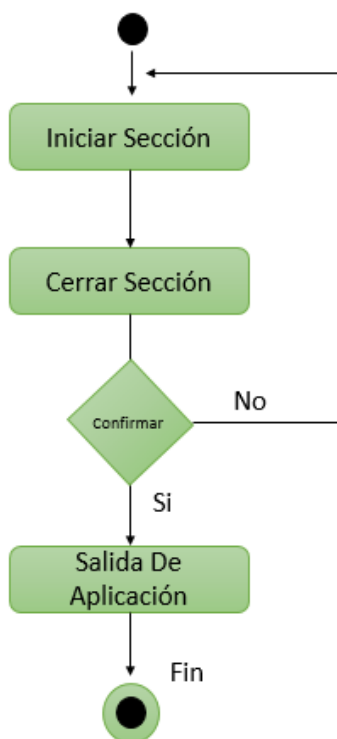 Iniciar Sección
Cerrar Sección
Confirmar
No
Si
Salida De
Aplicación
Fin